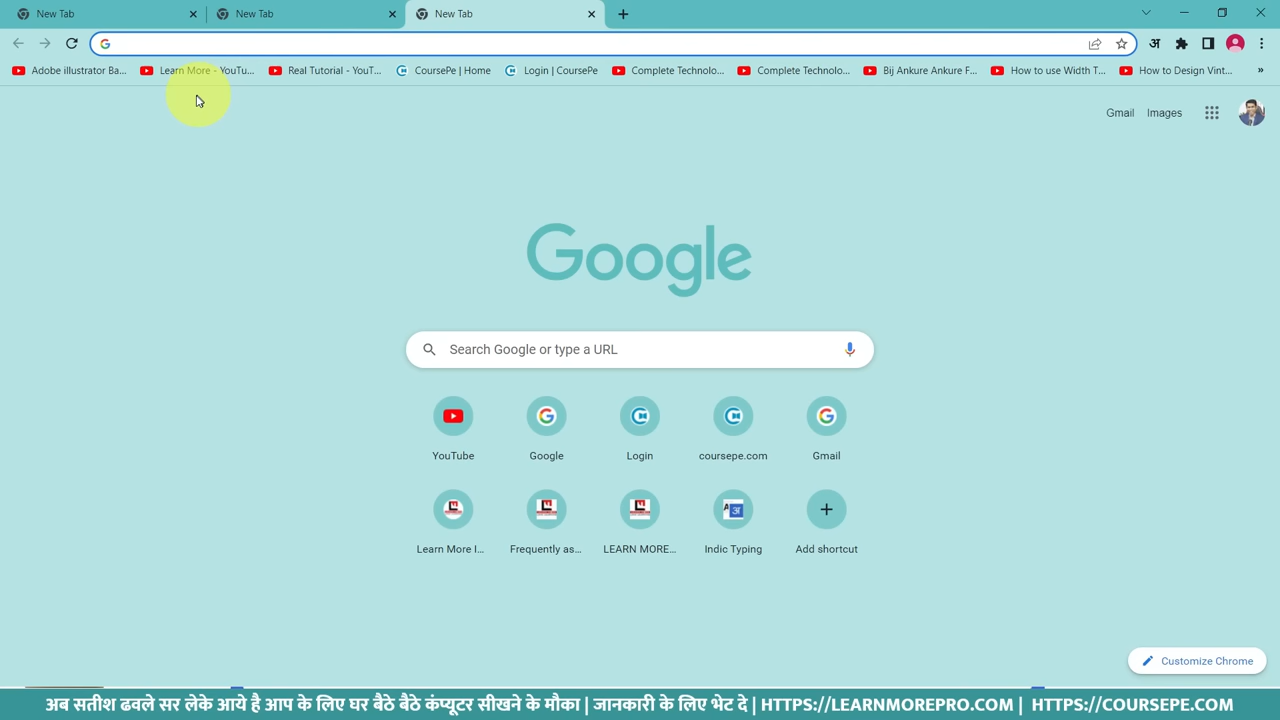 New Tab
New Tab
New Tab
Adobe illustrator Ba...
Learn More - YouTu...
Real Tutorial - YouT...
CoursePe | Home
Login | CoursePe
Complete Technolo...
Complete Technolo...
Bij Ankure Ankure F...
How to use Width T...
How to Design Vint...
»
Gmail
Images
Google
Search Google or type a URL
YouTube
Google
Login
coursepe.com
Gmail
Learn More I...
Frequently as...
LEARN MORE...
Indic Typing
Add shortcut
Customize Chrome
अब सतीश ढवले सर लेके आये है आप के लिए घर बैठे बैठे कंप्यूटर सीखने के मौका | जानकारी के लिए भेट दे | HTTPS://LEARNMOREPRO.COM | HTTPS://COURSEPE.COM